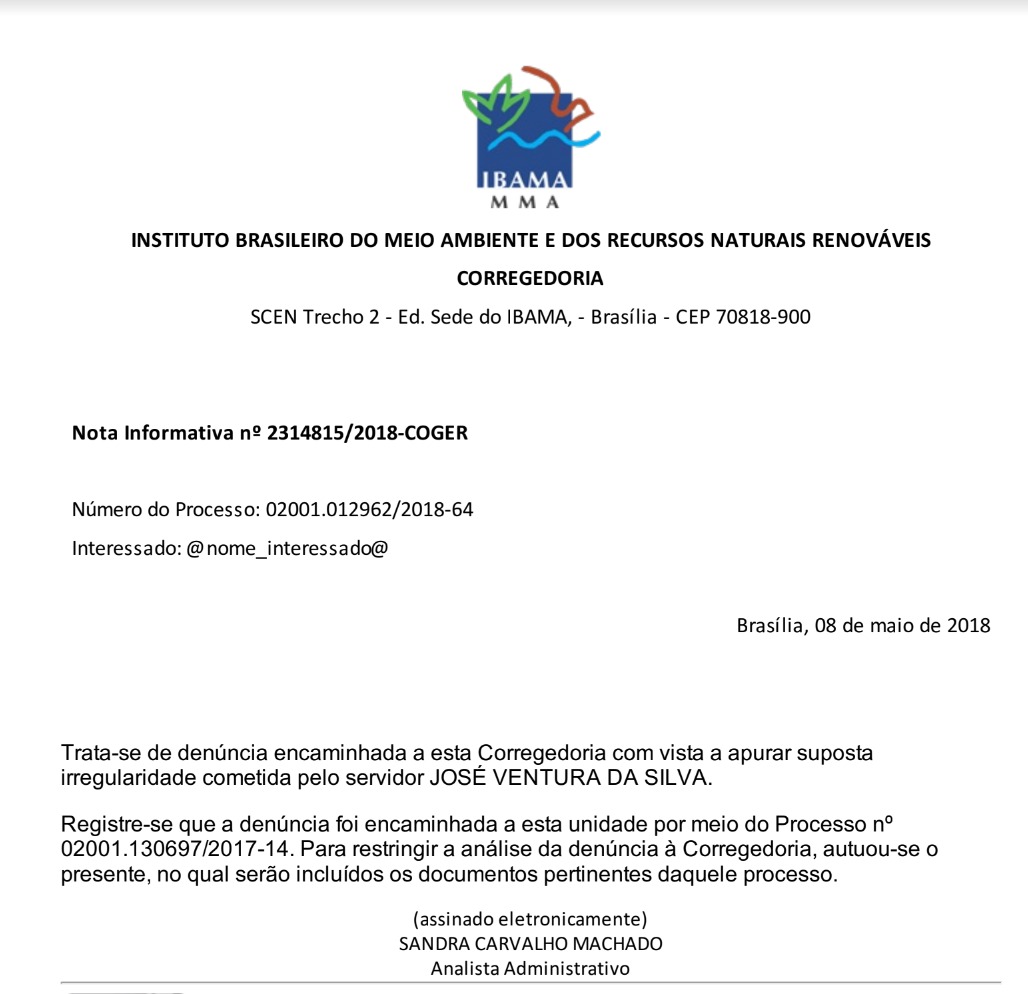 IBAMA
M M A
INSTITUTO BRASILEIRO DO MEIO AMBIENTE E DOS RECURSOS NATURAIS RENOVÁVEIS
CORREGEDORIA
SCEN Trecho 2 - Ed. Sede do IBAMA, - Brasília - CEP 70818-900
Nota Informativa nº 2314815/2018-COGER
Número do Processo: 02001.012962/2018-64
Interessado: @nome_interessado@
Brasília, 08 de maio de 2018
Trata-se de denúncia encaminhada a esta Corregedoria com vista a apurar suposta
irregularidade cometida pelo servidor JOSÉ VENTURA DA SILVA.
Registre-se que a denúncia foi encaminhada a esta unidade por meio do Processo nº
02001.130697/2017-14. Para restringir a análise da denúncia à Corregedoria, autuou-se o
presente, no qual serão incluídos os documentos pertinentes daquele processo.
(assinado eletronicamente)
SANDRA CARVALHO MACHADO
Analista Administrativo